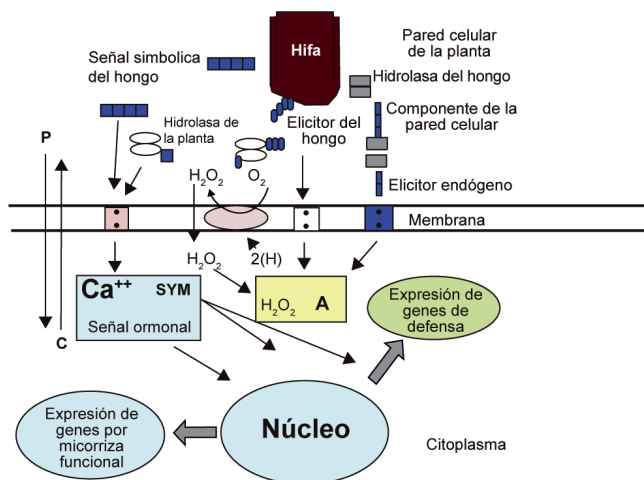 Hifa
Señal simbolica
del hongo
Pared celular
de la planta
Hidrolasa del hongo
Componente de la
pared celular
Hidrolasa de
la planta
Elicitor del
hongo
P
H₂O₂
O₂
Elicitor endógeno
Membrana
H₂O₂
2(H)
Ca⁺⁺ SYM
Señal ormonal
H₂O₂ A
C
Expresión de
genes de
defensa
Núcleo
Expresión de
genes por
micorriza
funcional
Citoplasma